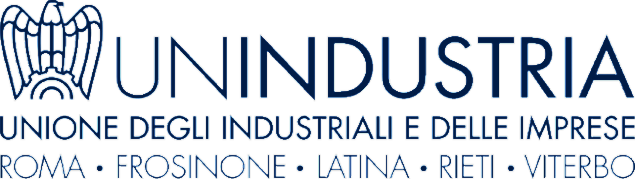 UNINDUSTRIA
UNIONE DEGLI INDUSTRIALI E DELLE IMPRESE
ROMA • FROSINONE • LATINA • RIETI • VITERBO